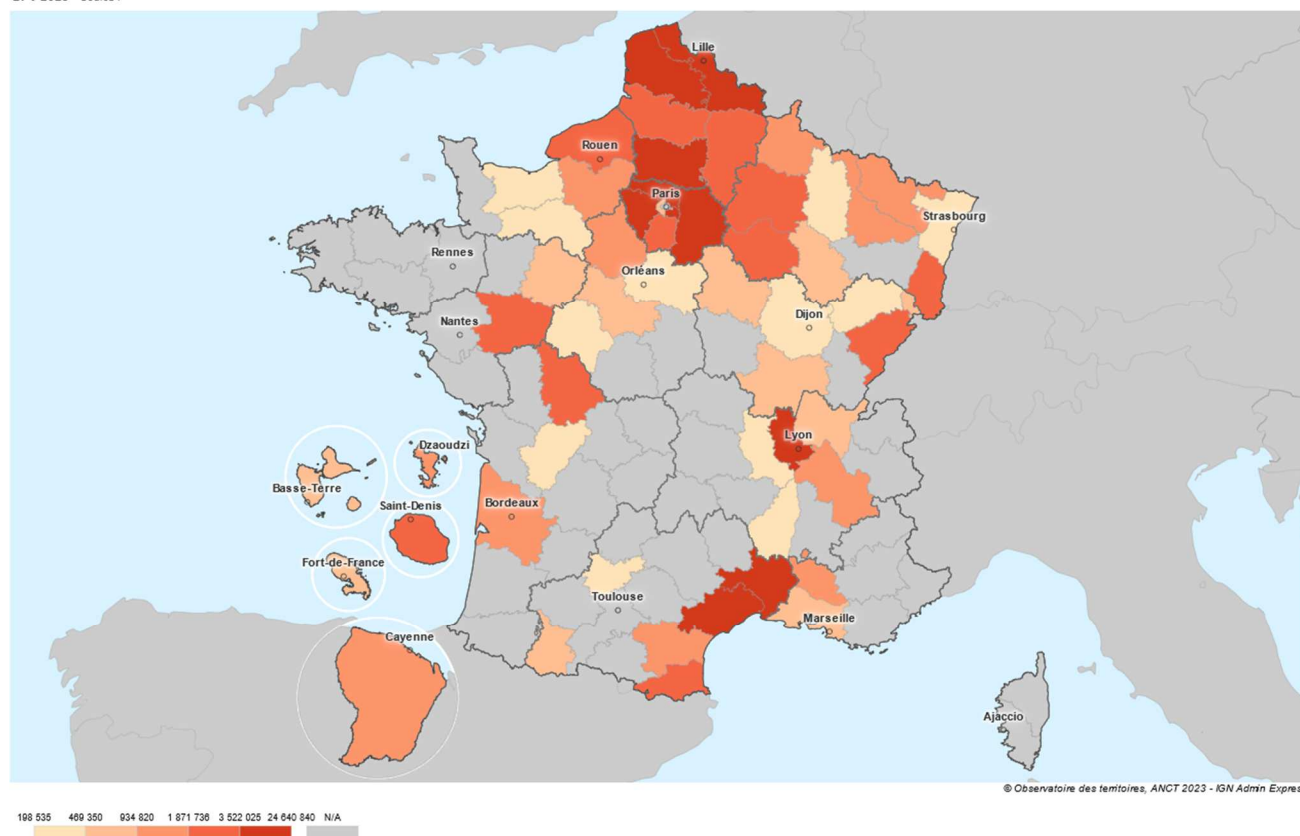 Lille
Rouen
Paris
Strasbourg
Rennes
Orléans
Nantes
Dijon
Lyon
Dzaoudzi
Basse-Terre
Saint-Denis
Bordeaux
Fort-de-France
Toulouse
Marseille
Cayenne
Ajaccio
© Observatoire des territoires, ANCT 2023 - IGN Admin Expres
198 535 469 350 934 820 1 871 736 3 522 025 24 640 840 N/A